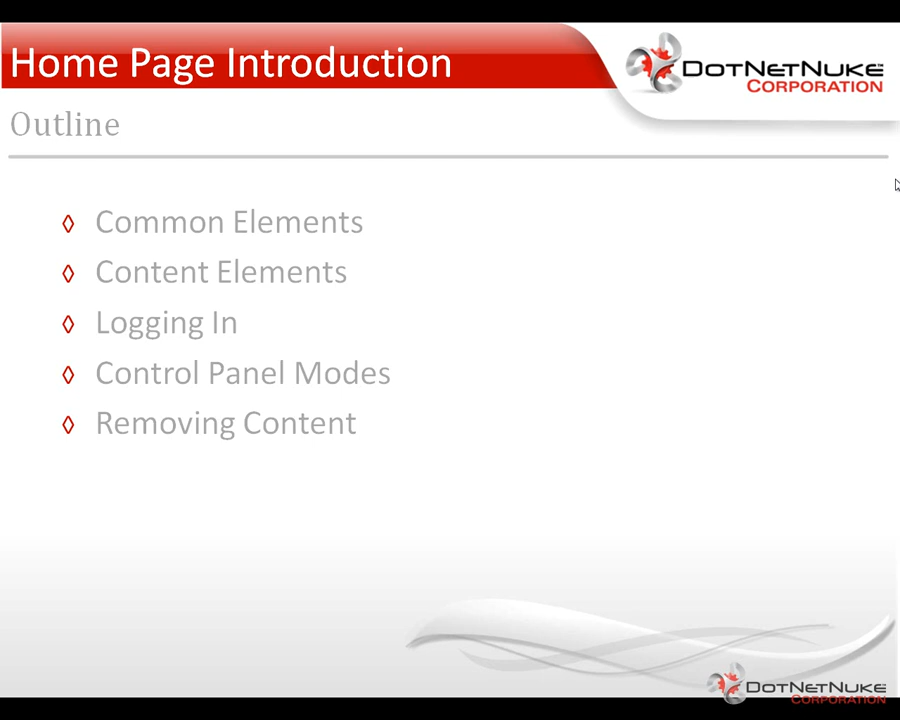 Home Page Introduction
DotNetNuke
CORPORATION
Outline
Common Elements
Content Elements
Logging In
Control Panel Modes
Removing Content
DotNetNuke
CORPORATION